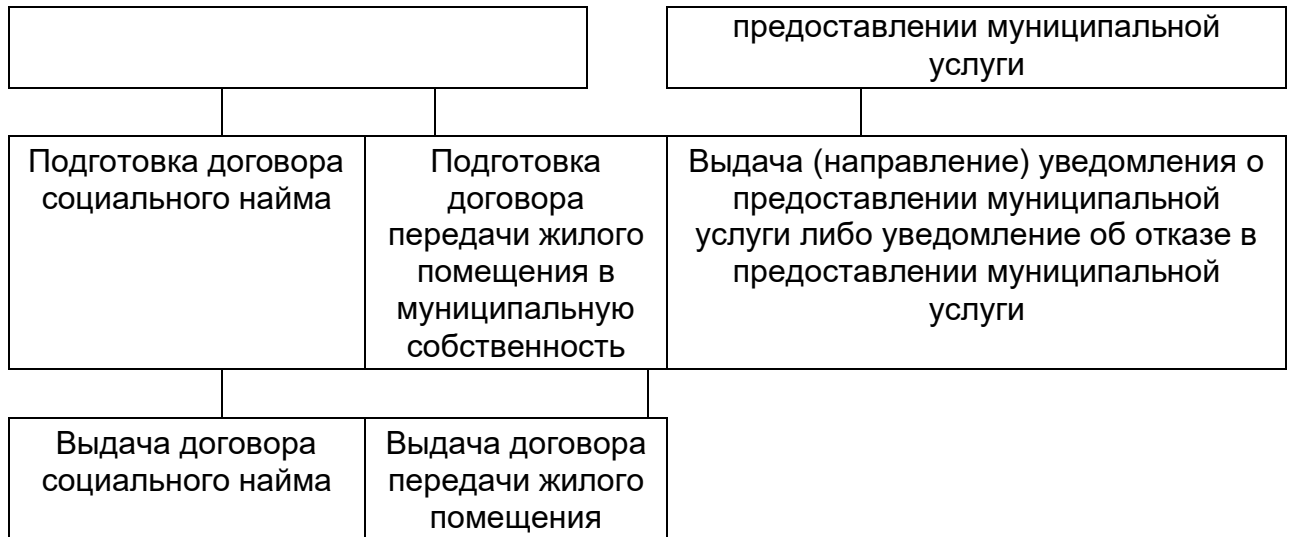 предоставлении муниципальной
услуги
Подготовка договора
социального найма
Подготовка
договора
передачи жилого
помещения в
муниципальную
собственность
Выдача (направление) уведомления о
предоставлении муниципальной
услуги либо уведомление об отказе в
предоставлении муниципальной
услуги
Выдача договора
социального найма
Выдача договора
передачи жилого
помещения